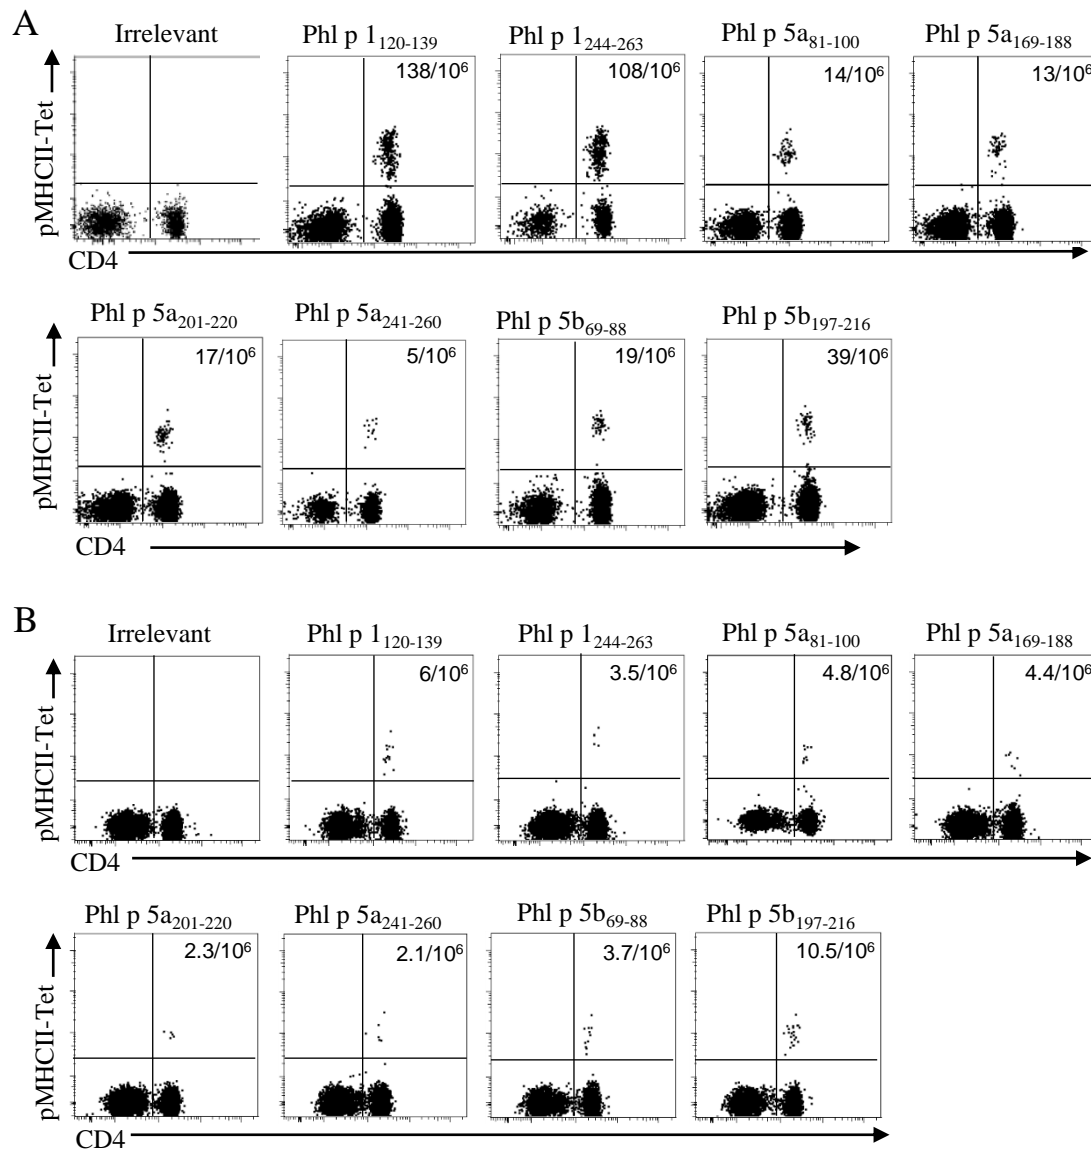 A
Irrelevant
Phl p 1₁₂₀₋₁₃₉
Phl p 1₂₄₄₋₂₆₃
Phl p 5a₈₁₋₁₀₀
Phl p 5a₁₆₉₋₁₈₈
138/10⁶
108/10⁶
14/10⁶
13/10⁶
pMHCII-Tet
CD4
Phl p 5a₂₀₁₋₂₂₀
Phl p 5a₂₄₁₋₂₆₀
Phl p 5b₆₉₋₈₈
Phl p 5b₁₉₇₋₂₁₆
17/10⁶
5/10⁶
19/10⁶
39/10⁶
pMHCII-Tet
CD4
B
Irrelevant
Phl p 1₁₂₀₋₁₃₉
Phl p 1₂₄₄₋₂₆₃
Phl p 5a₈₁₋₁₀₀
Phl p 5a₁₆₉₋₁₈₈
6/10⁶
3.5/10⁶
4.8/10⁶
4.4/10⁶
pMHCII-Tet
CD4
Phl p 5a₂₀₁₋₂₂₀
Phl p 5a₂₄₁₋₂₆₀
Phl p 5b₆₉₋₈₈
Phl p 5b₁₉₇₋₂₁₆
2.3/10⁶
2.1/10⁶
3.7/10⁶
10.5/10⁶
pMHCII-Tet
CD4